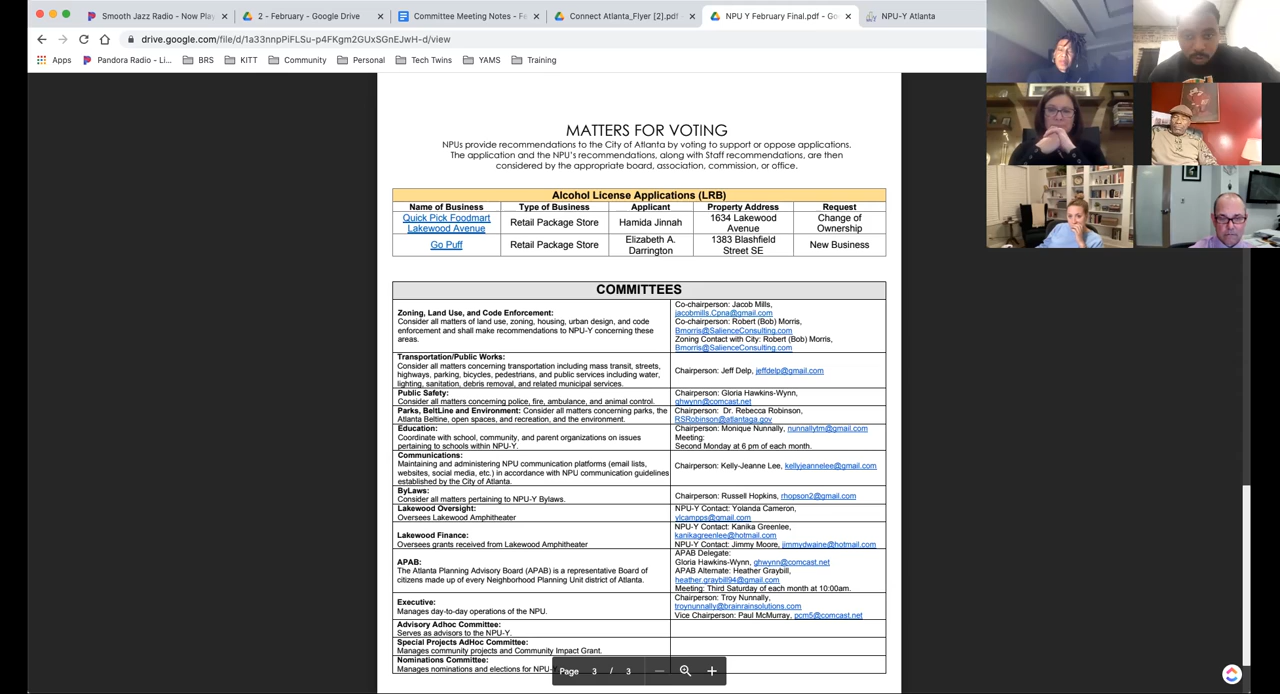 Smooth Jazz Radio - Now Play
2 - February - Google Drive
Committee Meeting Notes - Fe
Connect Atlanta_Flyer [2].pdf -
NPU Y February Final.pdf - Go
NPU-Y Atlanta
drive.google.com/file/d/1a33nnpPiFLSu-p4FKgm2GUxSGnEJwH-d/view
Apps
Pandora Radio - Li...
BRS
KITT
Community
Personal
Tech Twins
YAMS
Training
MATTERS FOR VOTING
NPUs provide recommendations to the City of Atlanta by voting to support or oppose applications.
The application and the NPU's recommendations, along with Staff recommendations, are then
considered by the appropriate board, association, commission, or office.
Alcohol License Applications (LRB)
Name of Business Type of Business Applicant Property Address Request
Quick Pick Foodmart Lakewood Avenue Retail Package Store Hamida Jinnah 1634 Lakewood Avenue Change of Ownership
Go Puff Retail Package Store Elizabeth A. Darrington 1383 Blashfield Street SE New Business
COMMITTEES
Zoning, Land Use, and Code Enforcement:
Consider all matters of land use, zoning, housing, urban design, and code
enforcement and shall make recommendations to NPU-Y concerning these
areas.
Co-chairperson: Jacob Mills,
jacobmills.Cpna@gmail.com
Co-chairperson: Robert (Bob) Morris,
Bmorris@SalienceConsulting.com
Zoning Contact with City: Robert (Bob) Morris,
Bmorris@SalienceConsulting.com
Transportation/Public Works:
Consider all matters concerning transportation including mass transit, streets,
highways, parking, bicycles, pedestrians, and public services including water,
lighting, sanitation, debris removal, and related municipal services.
Chairperson: Jeff Delp, jeffdelp@gmail.com
Public Safety:
Consider all matters concerning police, fire, ambulance, and animal control.
Chairperson: Gloria Hawkins-Wynn,
ghwynn@comcast.net
Parks, BeltLine and Environment: Consider all matters concerning parks, the
Atlanta Beltline, open spaces, and recreation, and the environment.
Chairperson: Dr. Rebecca Robinson,
RSRobinson@atlantaga.gov
Education:
Coordinate with school, community, and parent organizations on issues
pertaining to schools within NPU-Y.
Chairperson: Monique Nunnally, nunnallytm@gmail.com
Meeting:
Second Monday at 6 pm of each month.
Communications:
Maintaining and administering NPU communication platforms (email lists,
websites, social media, etc.) in accordance with NPU communication guidelines
established by the City of Atlanta.
Chairperson: Kelly-Jeanne Lee, kellyjeannelee@gmail.com
ByLaws:
Consider all matters pertaining to NPU-Y Bylaws.
Chairperson: Russell Hopkins, rhopson2@gmail.com
Lakewood Oversight:
Oversees Lakewood Amphitheater
NPU-Y Contact: Yolanda Cameron,
ylcampps@gmail.com
Lakewood Finance:
Oversees grants received from Lakewood Amphitheater
NPU-Y Contact: Kanika Greenlee,
kanikagreenlee@hotmail.com
NPU-Y Contact: Jimmy Moore, jimmydwaine@hotmail.com
APAB:
The Atlanta Planning Advisory Board (APAB) is a representative Board of
citizens made up of every Neighborhood Planning Unit district of Atlanta.
APAB Delegate:
Gloria Hawkins-Wynn, ghwynn@comcast.net
APAB Alternate: Heather Graybill,
heather.graybill94@gmail.com
Meeting: Third Saturday of each month at 10:00am.
Executive:
Manages day-to-day operations of the NPU.
Chairperson: Troy Nunnally,
troynunnally@brainrainsolutions.com
Vice Chairperson: Paul McMurray, pcm5@comcast.net
Advisory Adhoc Committee:
Serves as advisors to the NPU-Y.
Special Projects AdHoc Committee:
Manages community projects and Community Impact Grant.
Nominations Committee:
Manages nominations and elections for NPU-Y
Page 3 / 3